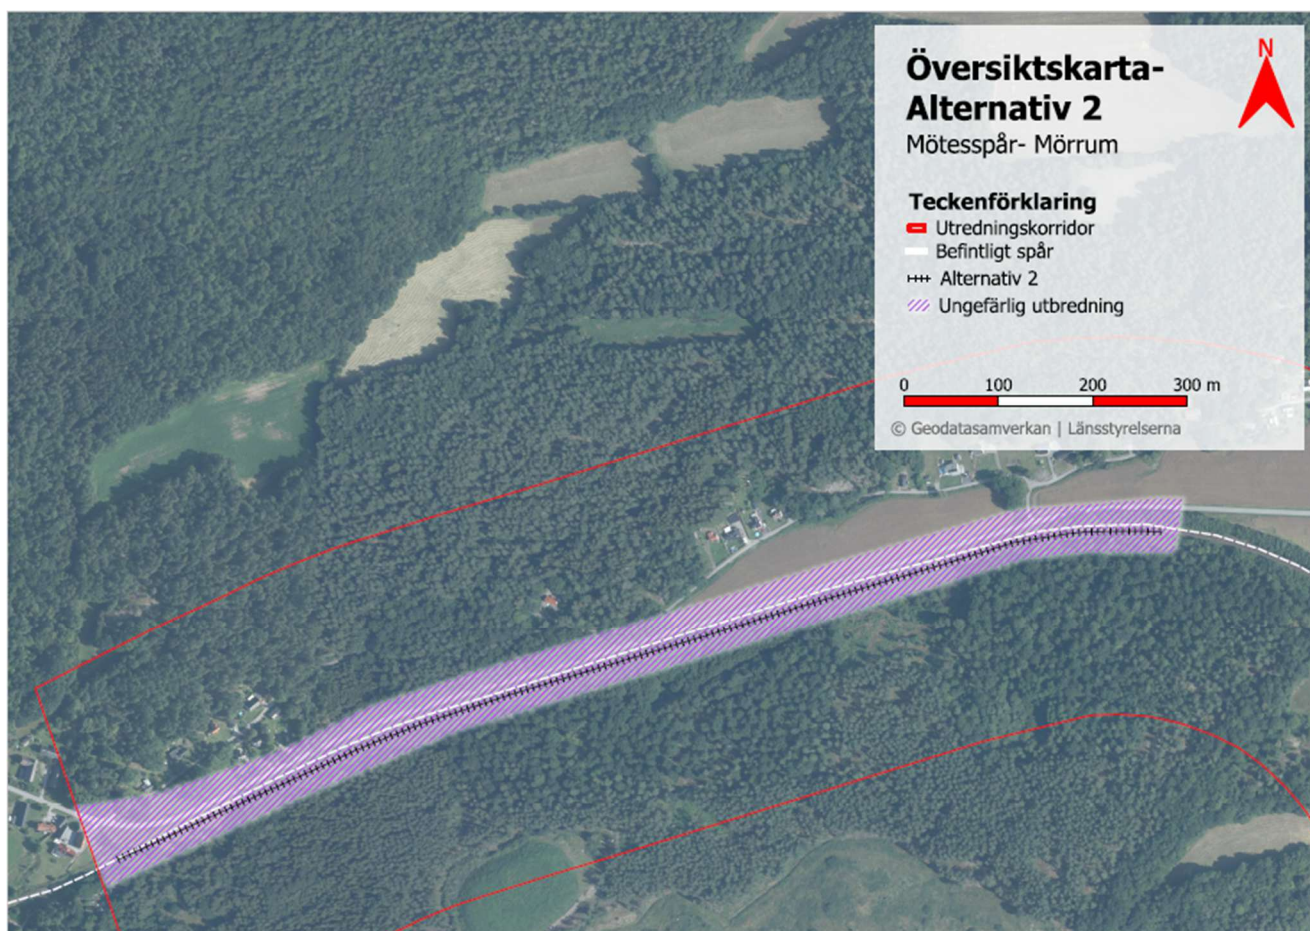 Översiktskarta-
Alternativ 2
Mötesspår- Mörrum
N
Teckenförklaring
Utredningskorridor
Befintligt spår
Alternativ 2
Ungefärlig utbredning
0 100 200 300 m
© Geodatasamverkan | Länsstyrelserna